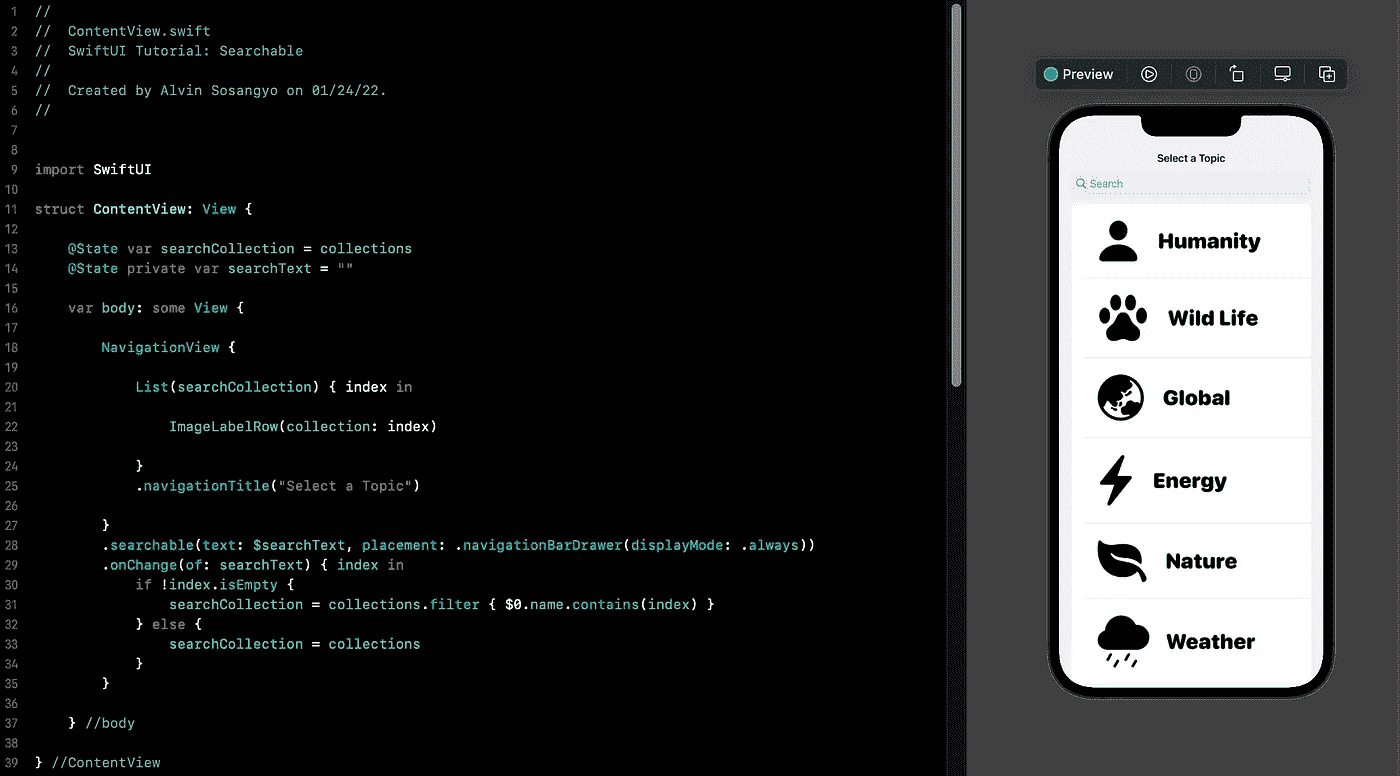 1 //
2 //  ContentView.swift
3 //  SwiftUI Tutorial: Searchable
4 //
5 //  Created by Alvin Sosangyo on 01/24/22.
6 //
7
8
9 import SwiftUI
10
11 struct ContentView: View {
12
13     @State var searchCollection = collections
14     @State private var searchText = ""
15
16     var body: some View {
17
18         NavigationView {
19
20             List(searchCollection) { index in
21
22                 ImageLabelRow(collection: index)
23
24             }
25             .navigationTitle("Select a Topic")
26
27         }
28         .searchable(text: $searchText, placement: .navigationBarDrawer(displayMode: .always))
29         .onChange(of: searchText) { index in
30             if !index.isEmpty {
31                 searchCollection = collections.filter { $0.name.contains(index) }
32             } else {
33                 searchCollection = collections
34             }
35         }
36
37     } //body
38
39 } //ContentView
Preview
Select a Topic
Search
Humanity
Wild Life
Global
Energy
Nature
Weather